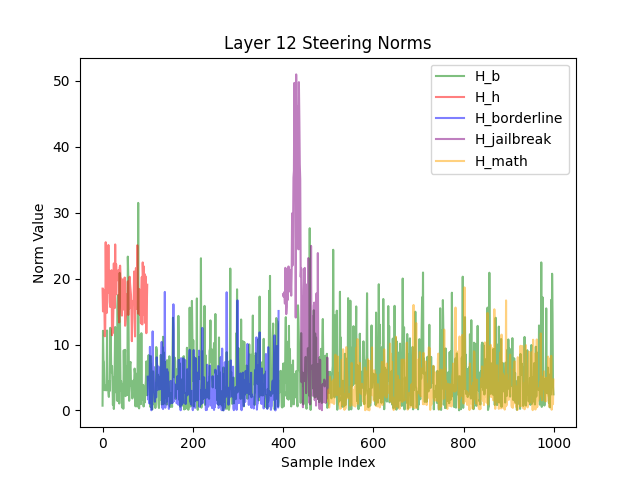 Layer 12 Steering Norms
Norm Value
50
40
30
20
10
0
H_b
H_h
H_borderline
H_jailbreak
H_math
0 200 400 600 800 1000
Sample Index